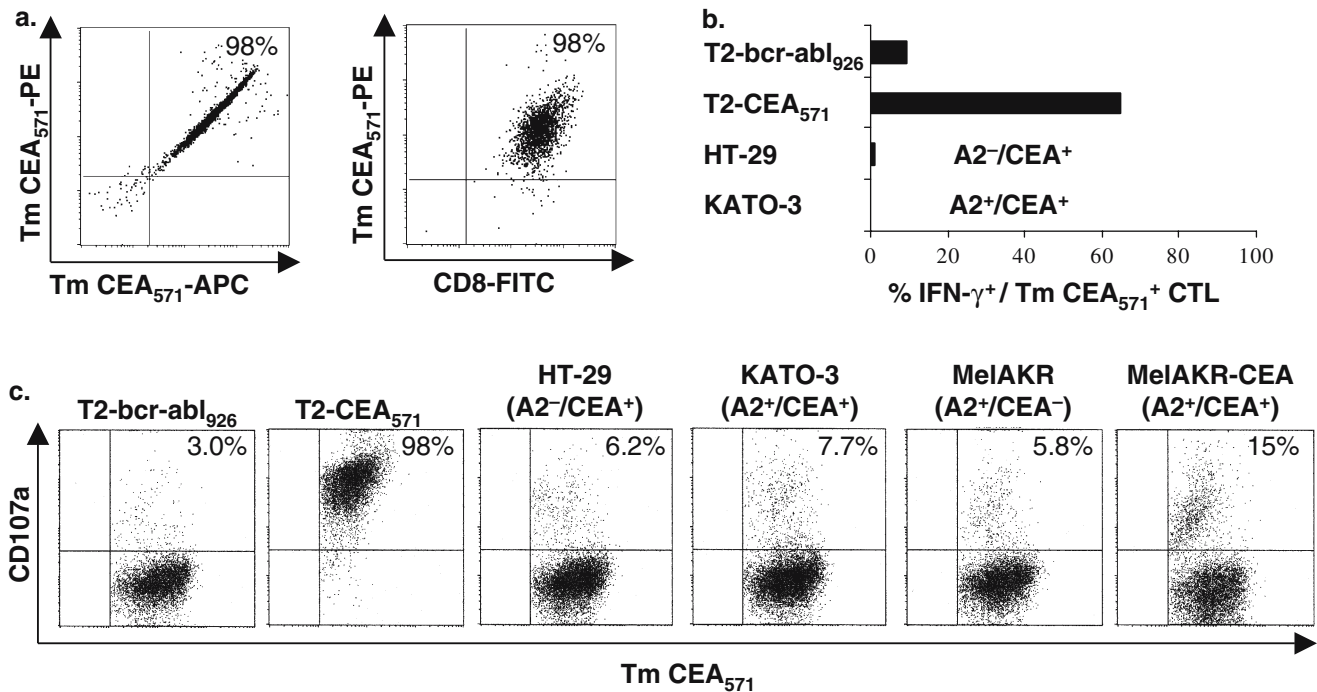 a.
98%
Tm CEA571-PE
Tm CEA571-APC
98%
Tm CEA571-PE
CD8-FITC
b.
T2-bcr-abl926
T2-CEA571
HT-29 A2–/CEA+
KATO-3 A2+/CEA+
0 20 40 60 80 100
% IFN-γ+/ Tm CEA571+ CTL
c.
T2-bcr-abl926
3.0%
T2-CEA571
98%
HT-29
(A2–/CEA+)
6.2%
KATO-3
(A2+/CEA+)
7.7%
MelAKR
(A2+/CEA–)
5.8%
MelAKR-CEA
(A2+/CEA+)
15%
CD107a
Tm CEA571